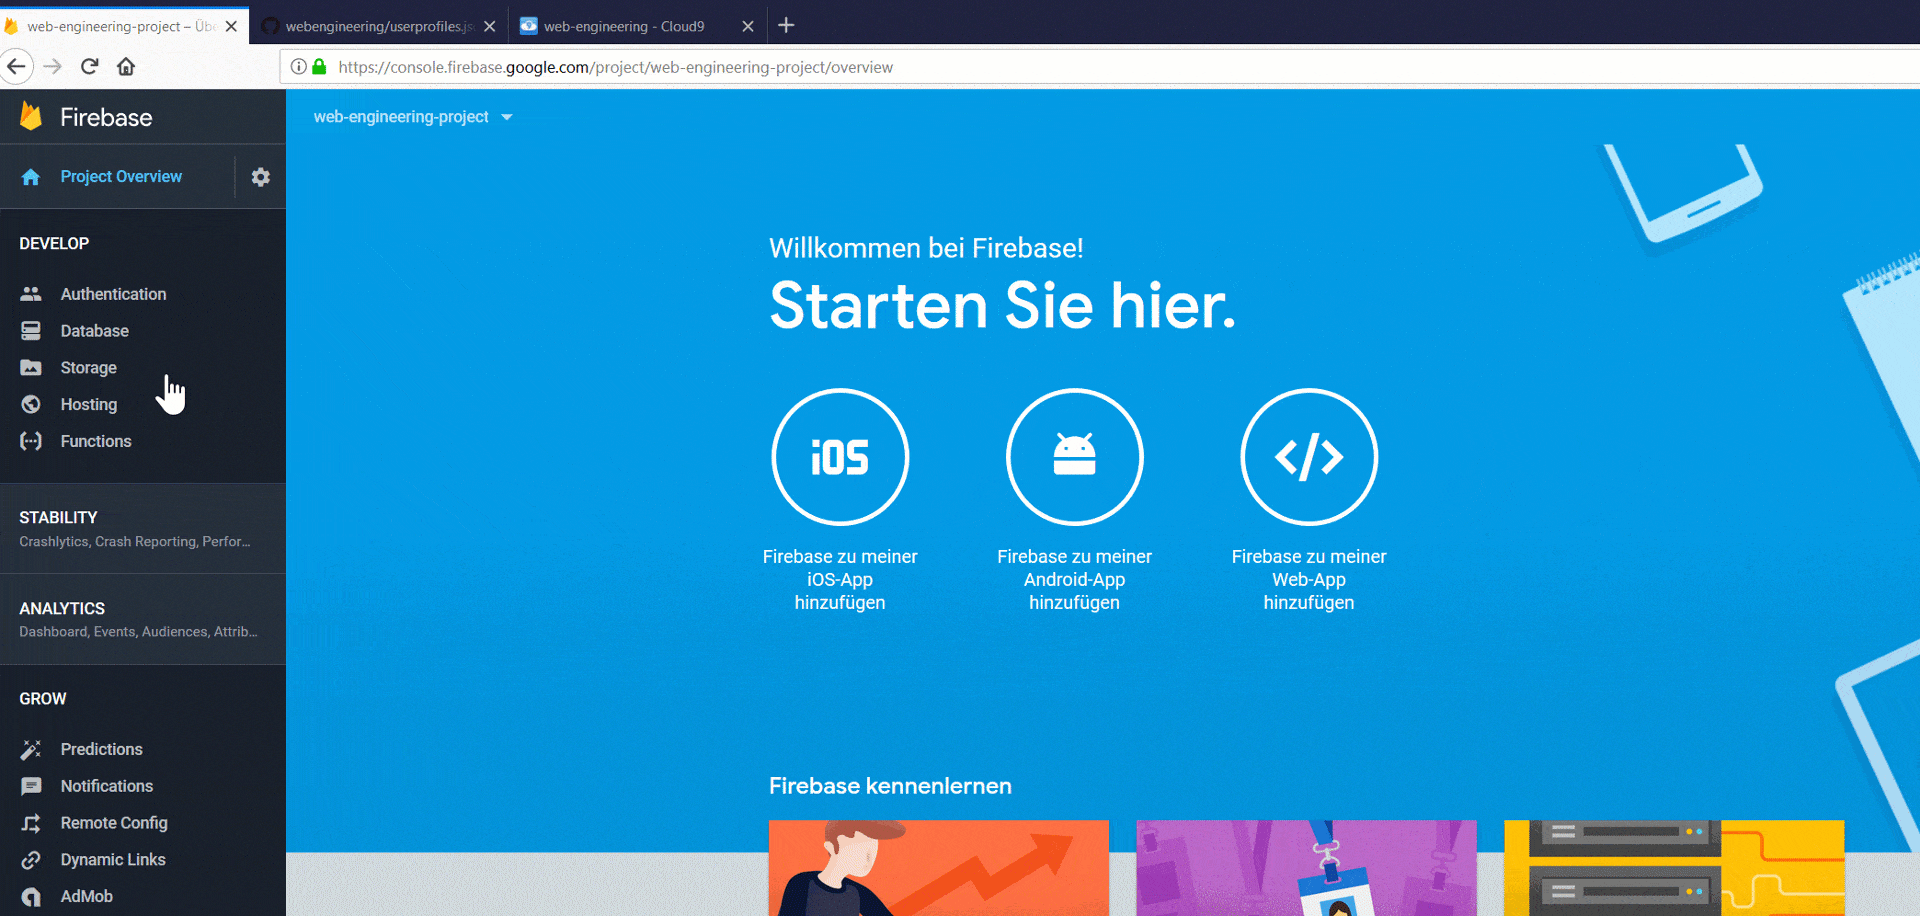 web-engineering-project – Übe
webengineering/userprofiles.js
web-engineering - Cloud9
https://console.firebase.google.com/project/web-engineering-project/overview
Firebase
web-engineering-project
Project Overview
DEVELOP
Authentication
Database
Storage
Hosting
Functions
STABILITY
Crashlytics, Crash Reporting, Perfor...
ANALYTICS
Dashboard, Events, Audiences, Attrib...
GROW
Predictions
Notifications
Remote Config
Dynamic Links
AdMob
Willkommen bei Firebase!
Starten Sie hier.
iOS
Firebase zu meiner
iOS-App
hinzufügen
Firebase zu meiner
Android-App
hinzufügen
</>
Firebase zu meiner
Web-App
hinzufügen
Firebase kennenlernen